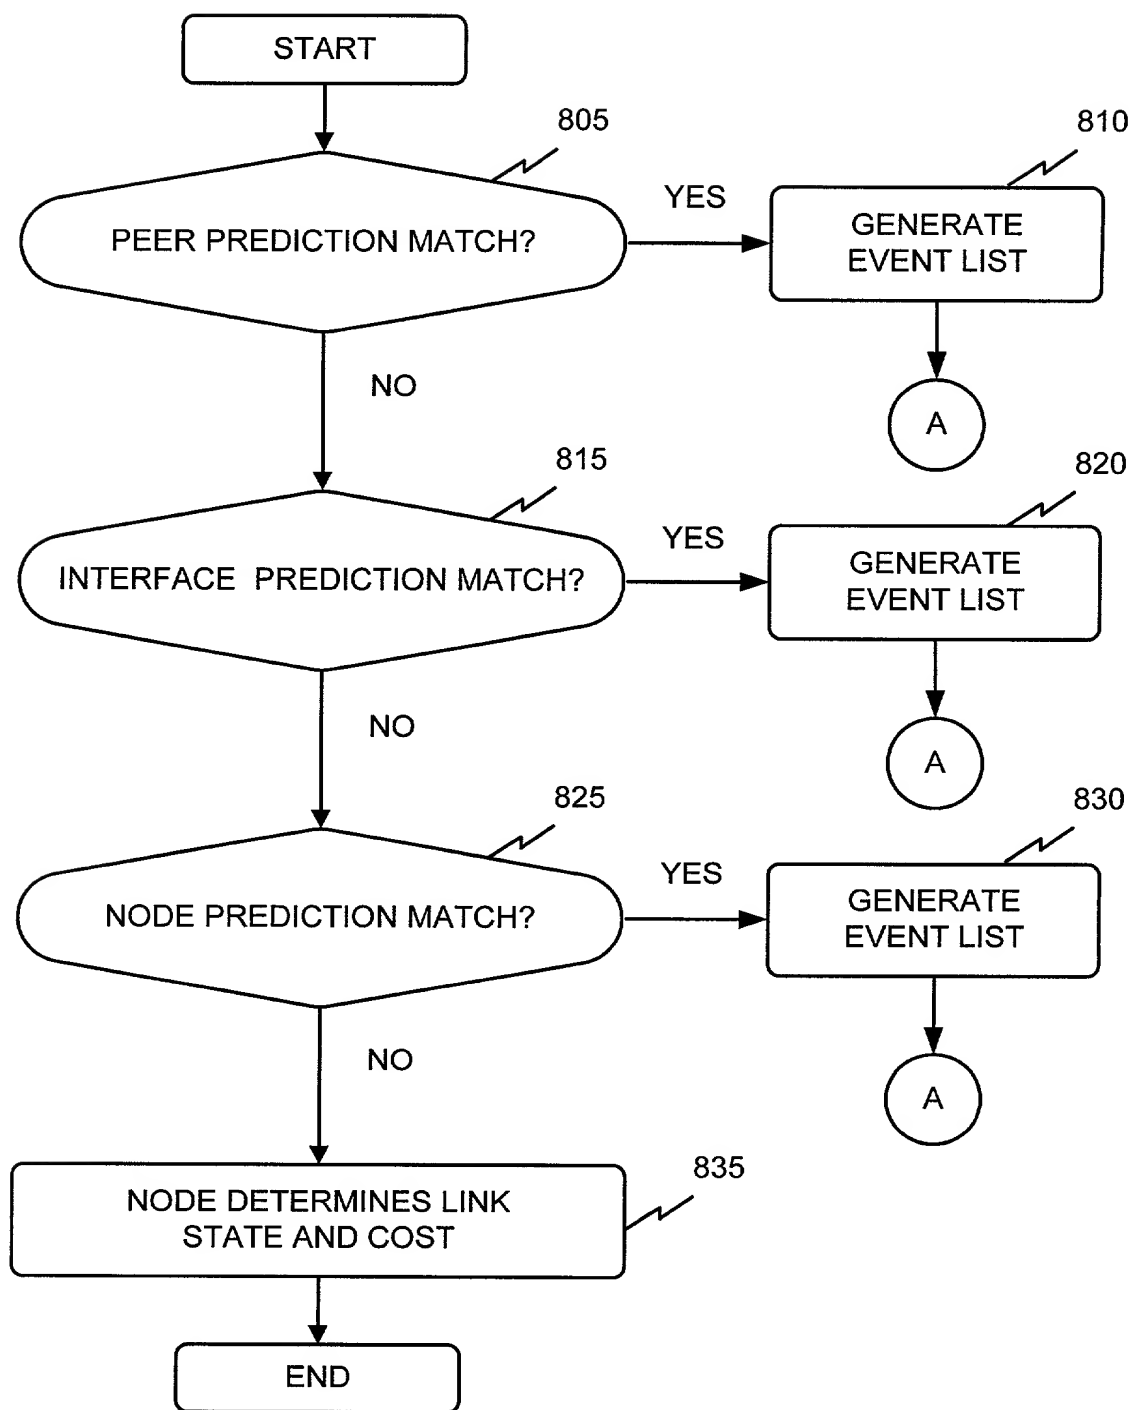 START
805
810
PEER PREDICTION MATCH?
YES
GENERATE
EVENT LIST
NO
A
815
820
INTERFACE PREDICTION MATCH?
YES
GENERATE
EVENT LIST
NO
A
825
830
NODE PREDICTION MATCH?
YES
GENERATE
EVENT LIST
NO
A
835
NODE DETERMINES LINK
STATE AND COST
END